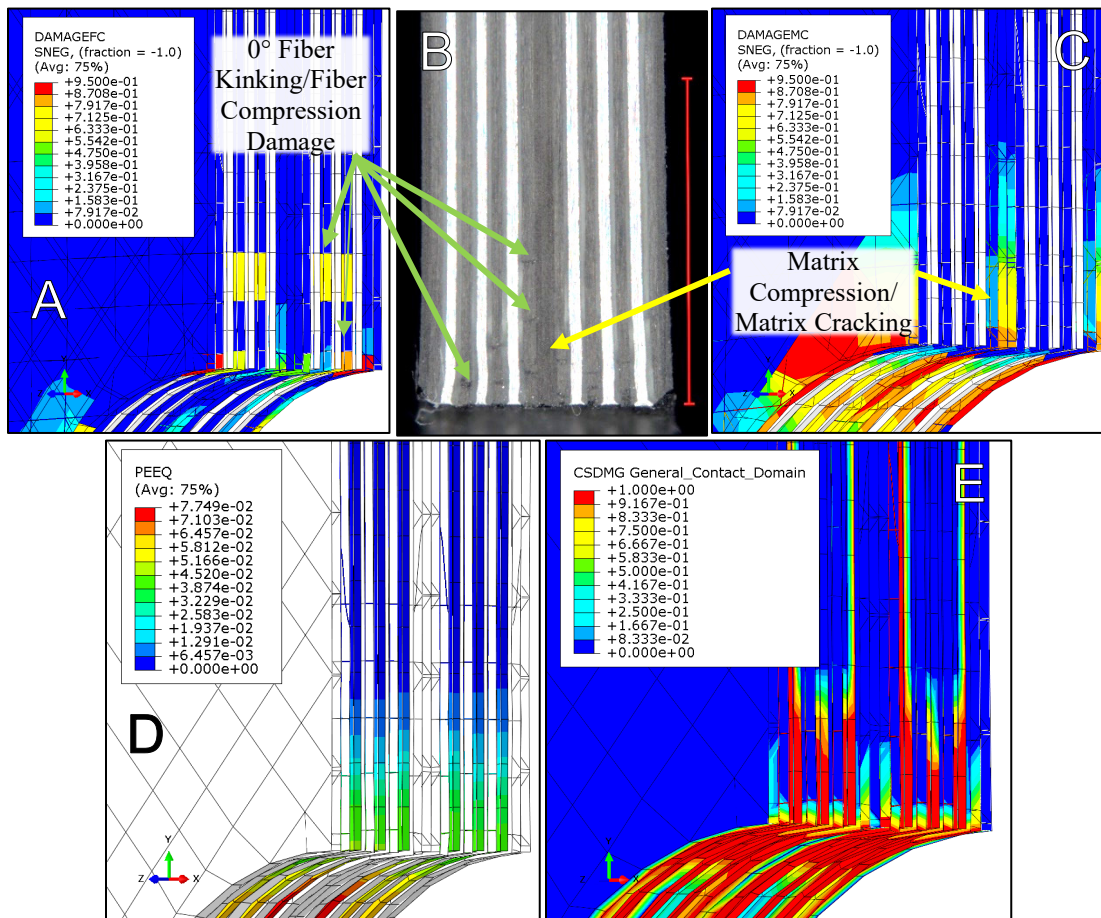 DAMAGEFC
SNEG, (fraction = -1.0)
(Avg: 75%)
+9.500e-01
+8.708e-01
+7.917e-01
+7.125e-01
+6.333e-01
+5.542e-01
+4.750e-01
+3.958e-01
+3.167e-01
+2.375e-01
+1.583e-01
+7.917e-02
+0.000e+00
A
Z
X
0° Fiber
Kinking/Fiber
Compression
Damage
B
DAMAGEMC
SNEG, (fraction = -1.0)
(Avg: 75%)
+9.500e-01
+8.708e-01
+7.917e-01
+7.125e-01
+6.333e-01
+5.542e-01
+4.750e-01
+3.958e-01
+3.167e-01
+2.375e-01
+1.583e-01
+7.917e-02
+0.000e+00
C
Matrix
Compression/
Matrix Cracking
Z
X
PEEQ
(Avg: 75%)
+7.749e-02
+7.103e-02
+6.457e-02
+5.812e-02
+5.166e-02
+4.520e-02
+3.874e-02
+3.229e-02
+2.583e-02
+1.937e-02
+1.291e-02
+6.457e-03
+0.000e+00
D
Y
Z
X
CSDMG General_Contact_Domain
+1.000e+00
+9.167e-01
+8.333e-01
+7.500e-01
+6.667e-01
+5.833e-01
+5.000e-01
+4.167e-01
+3.333e-01
+2.500e-01
+1.667e-01
+8.333e-02
+0.000e+00
E
Y
Z
X